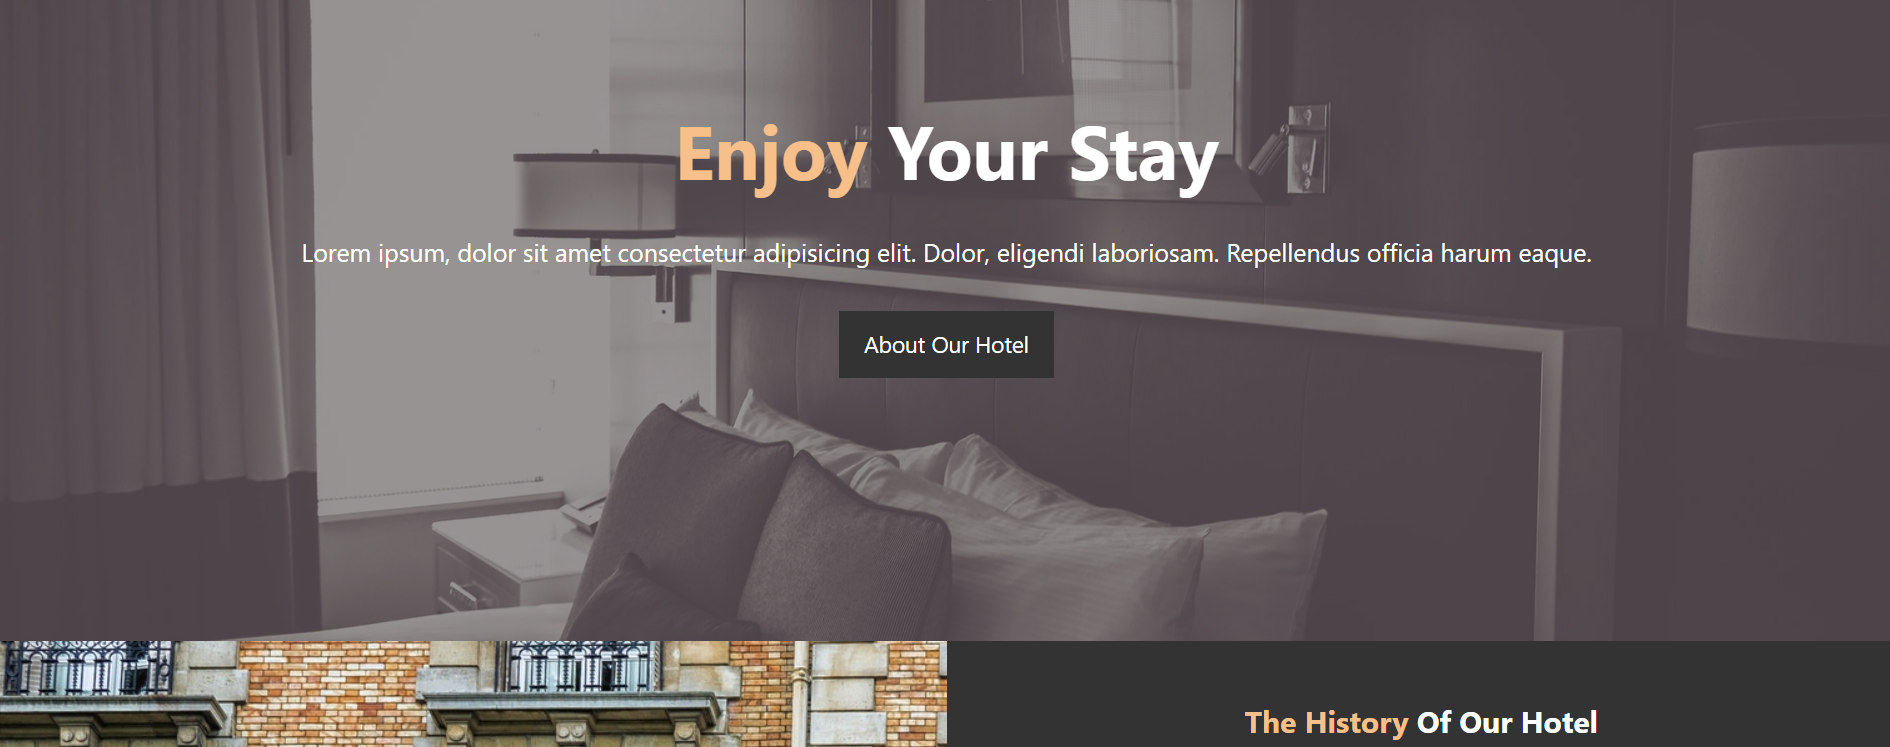 Enjoy Your Stay
Lorem ipsum, dolor sit amet consectetur adipisicing elit. Dolor, eligendi laboriosam. Repellendus officia harum eaque.
About Our Hotel
The History Of Our Hotel